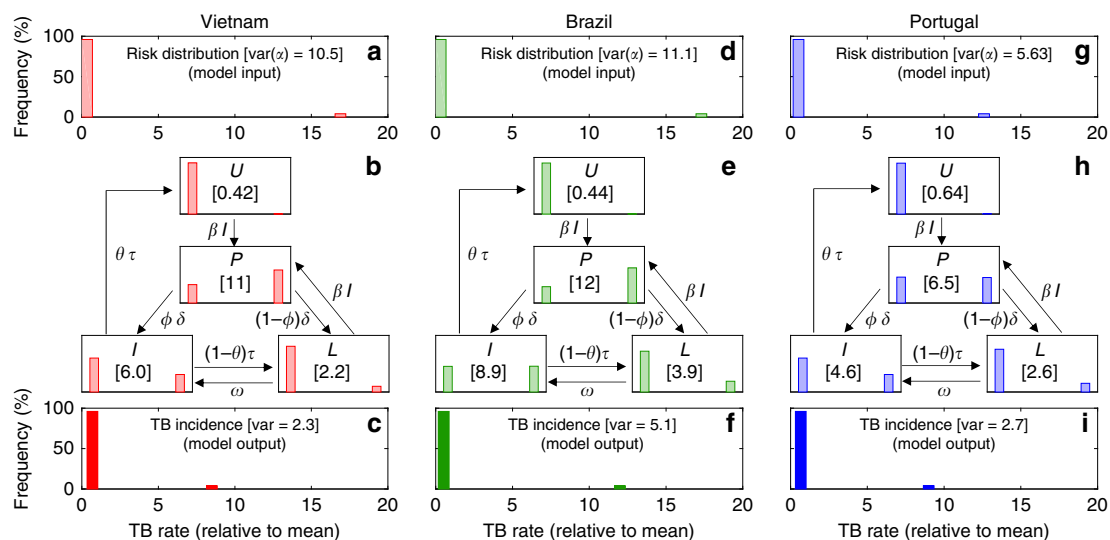 Vietnam
Brazil
Portugal
Frequency (%)
100
50
0
a
Risk distribution [var(α) = 10.5]
(model input)
0 5 10 15 20
d
Risk distribution [var(α) = 11.1]
(model input)
0 5 10 15 20
g
Risk distribution [var(α) = 5.63]
(model input)
0 5 10 15 20
b
U
[0.42]
β I
θ τ
P
[11]
β I
ϕ δ
(1−ϕ)δ
I
[6.0]
(1−θ)τ
ω
L
[2.2]
e
U
[0.44]
β I
θ τ
P
[12]
β I
ϕ δ
(1−ϕ)δ
I
[8.9]
(1−θ)τ
ω
L
[3.9]
h
U
[0.64]
β I
θ τ
P
[6.5]
β I
ϕ δ
(1−ϕ)δ
I
[4.6]
(1−θ)τ
ω
L
[2.6]
Frequency (%)
100
50
0
c
TB incidence [var = 2.3]
(model output)
0 5 10 15 20
TB rate (relative to mean)
f
TB incidence [var = 5.1]
(model output)
0 5 10 15 20
TB rate (relative to mean)
i
TB incidence [var = 2.7]
(model output)
0 5 10 15 20
TB rate (relative to mean)